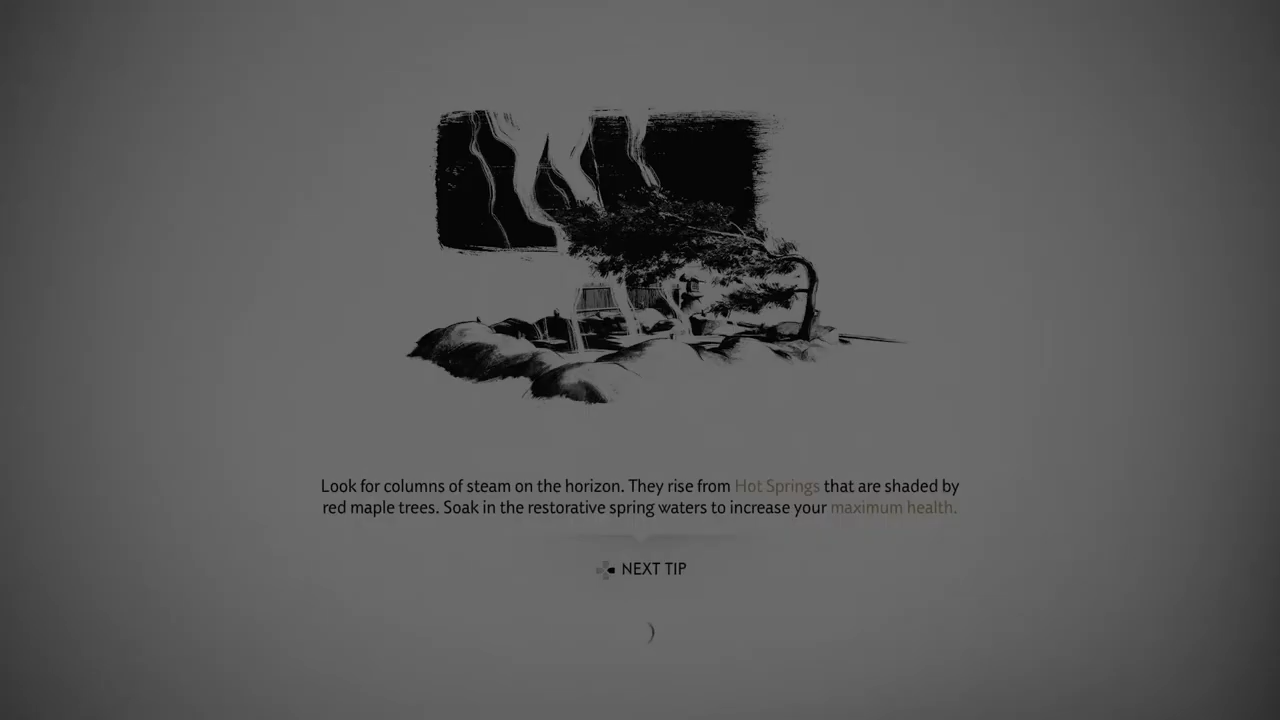 Look for columns of steam on the horizon. They rise from Hot Springs that are shaded by
red maple trees. Soak in the restorative spring waters to increase your maximum health.
NEXT TIP